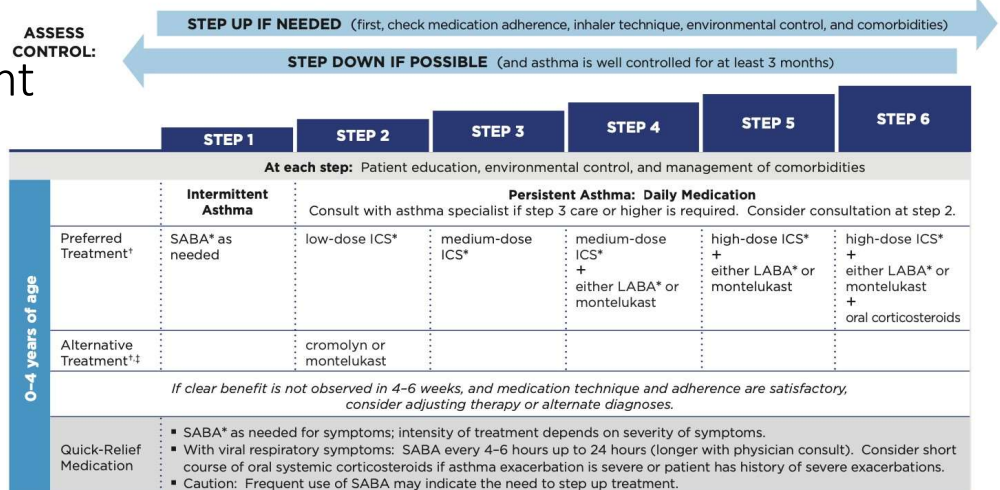 ASSESS
CONTROL:
nt
STEP UP IF NEEDED (first, check medication adherence, inhaler technique, environmental control, and comorbidities)
STEP DOWN IF POSSIBLE (and asthma is well controlled for at least 3 months)
STEP 1
STEP 2
STEP 3
STEP 4
STEP 5
STEP 6
At each step: Patient education, environmental control, and management of comorbidities
0–4 years of age
Intermittent
Asthma
Persistent Asthma: Daily Medication
Consult with asthma specialist if step 3 care or higher is required. Consider consultation at step 2.
Preferred
Treatment†
SABA* as
needed
low-dose ICS*
medium-dose
ICS*
medium-dose
ICS*
+
either LABA* or
montelukast
high-dose ICS*
+
either LABA* or
montelukast
high-dose ICS*
+
either LABA* or
montelukast
+
oral corticosteroids
Alternative
Treatment†,‡
cromolyn or
montelukast
If clear benefit is not observed in 4–6 weeks, and medication technique and adherence are satisfactory,
consider adjusting therapy or alternate diagnoses.
Quick-Relief
Medication
▪ SABA* as needed for symptoms; intensity of treatment depends on severity of symptoms.
▪ With viral respiratory symptoms: SABA every 4–6 hours up to 24 hours (longer with physician consult). Consider short
course of oral systemic corticosteroids if asthma exacerbation is severe or patient has history of severe exacerbations.
▪ Caution: Frequent use of SABA may indicate the need to step up treatment.